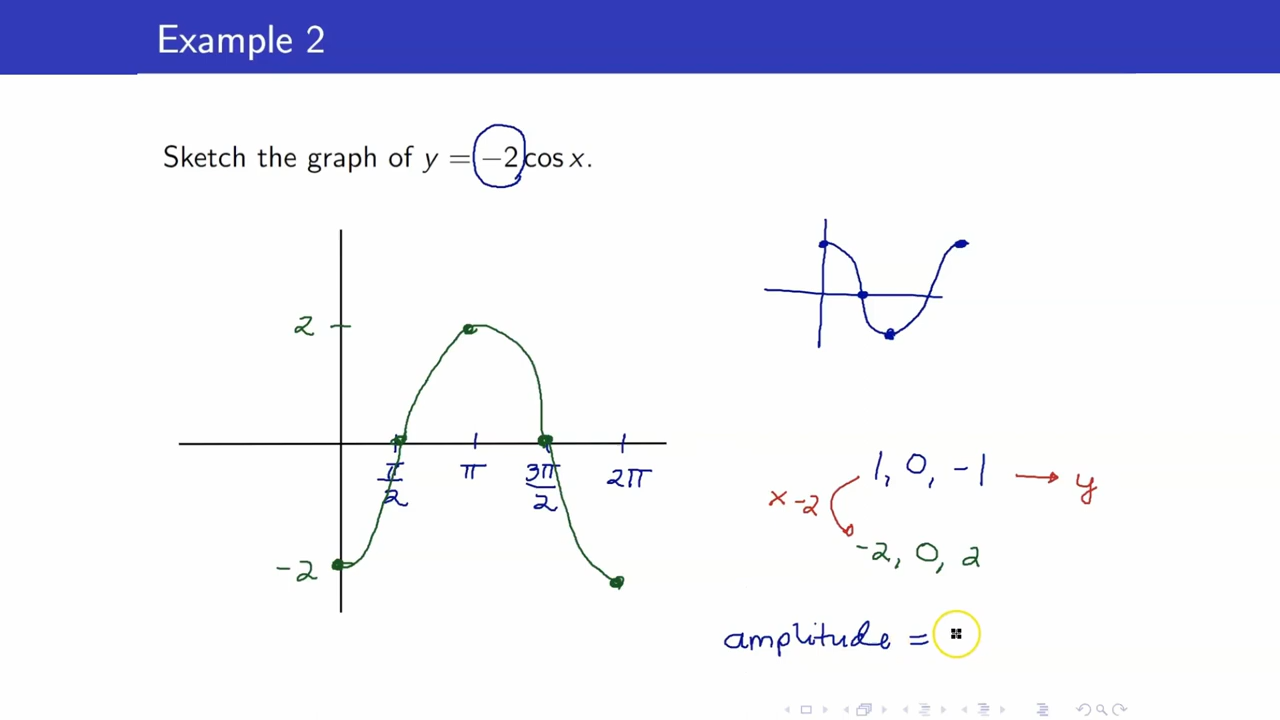 Example 2
Sketch the graph of y = −2 cos x.
2
π/2 π 3π/2 2π
-2
1, 0, -1 → y
x -2
-2, 0, 2
amplitude =